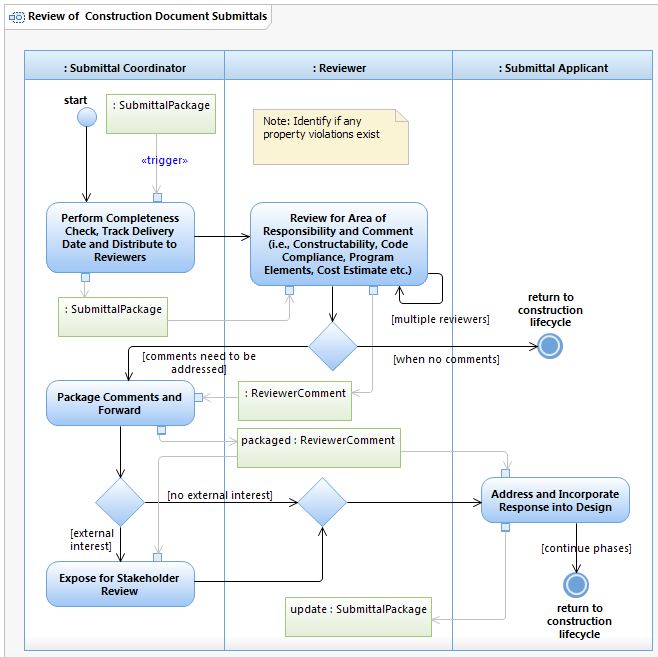 Review of Construction Document Submittals
: Submittal Coordinator
: Reviewer
: Submittal Applicant
start
: SubmittalPackage
Note: Identify if any
property violations exist
«trigger»
Perform Completeness
Check, Track Delivery
Date and Distribute to
Reviewers
Review for Area of
Responsibility and Comment
(i.e., Constructability, Code
Compliance, Program
Elements, Cost Estimate etc.)
: SubmittalPackage
[multiple reviewers]
return to
construction
lifecycle
[comments need to be
addressed]
[when no comments]
Package Comments and
Forward
: ReviewerComment
packaged : ReviewerComment
[no external interest]
Address and Incorporate
Response into Design
[external
interest]
[continue phases]
Expose for Stakeholder
Review
update : SubmittalPackage
return to
construction
lifecycle